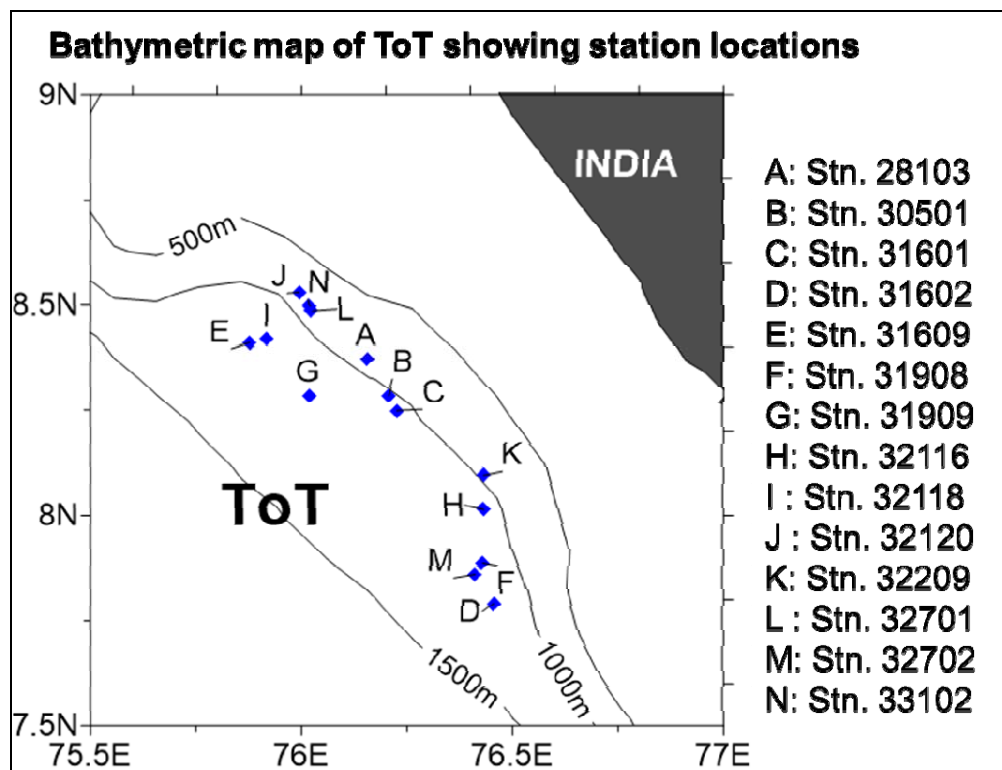 Bathymetric map of ToT showing station locations
9N
INDIA
500m
J N
8.5N
L
I
E
A
G
B
C
K
ToT
8N
H
M
F
D
1500m
1000m
7.5N
75.5E 76E 76.5E 77E
A: Stn. 28103
B: Stn. 30501
C: Stn. 31601
D: Stn. 31602
E: Stn. 31609
F: Stn. 31908
G: Stn. 31909
H: Stn. 32116
I : Stn. 32118
J : Stn. 32120
K: Stn. 32209
L : Stn. 32701
M: Stn. 32702
N: Stn. 33102